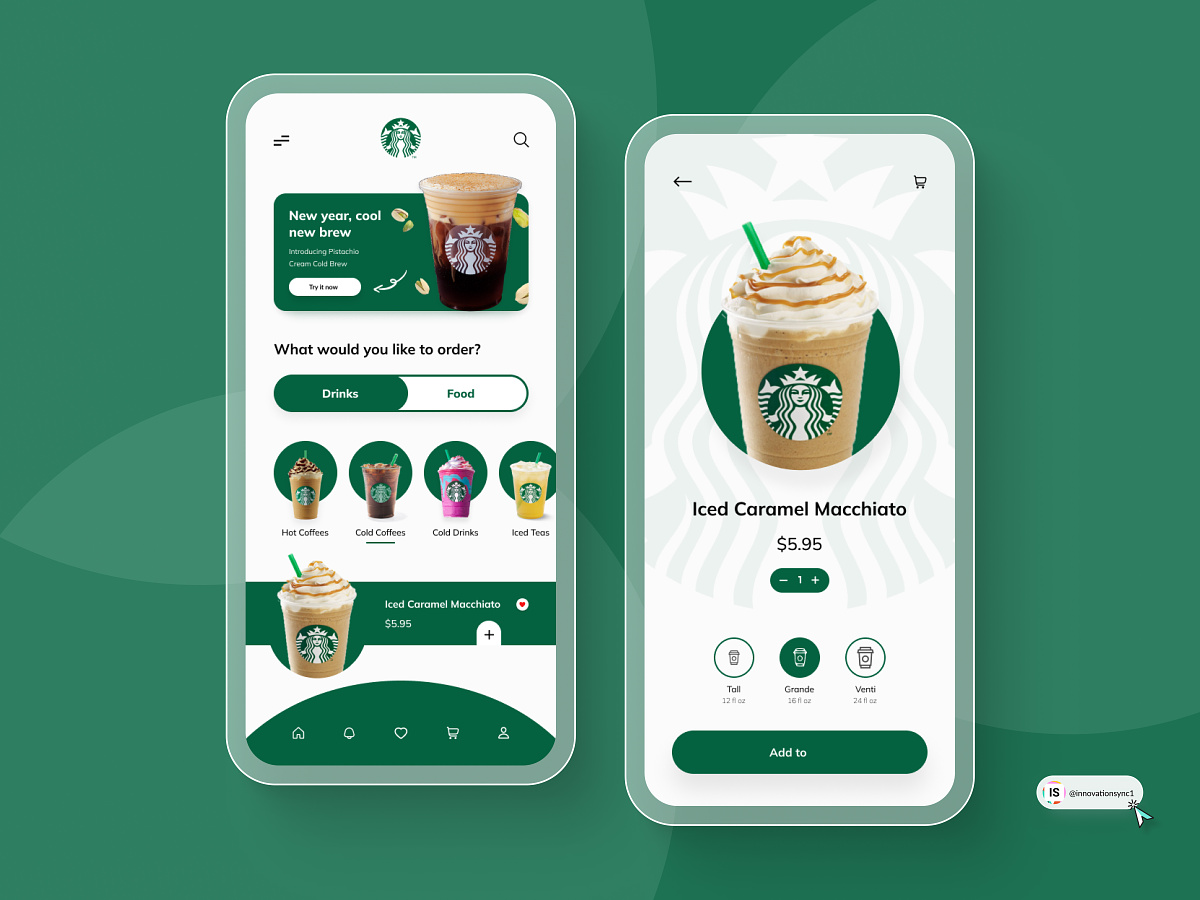 New year, cool
new brew
Introducing Pistachio
Cream Cold Brew
Try it now
What would you like to order?
Drinks
Food
Hot Coffees
Cold Coffees
Cold Drinks
Iced Teas
Iced Caramel Macchiato
$5.95
+
Iced Caramel Macchiato
$5.95
− 1 +
Tall
12 fl oz
Grande
16 fl oz
Venti
24 fl oz
Add to
IS @innovationsync1